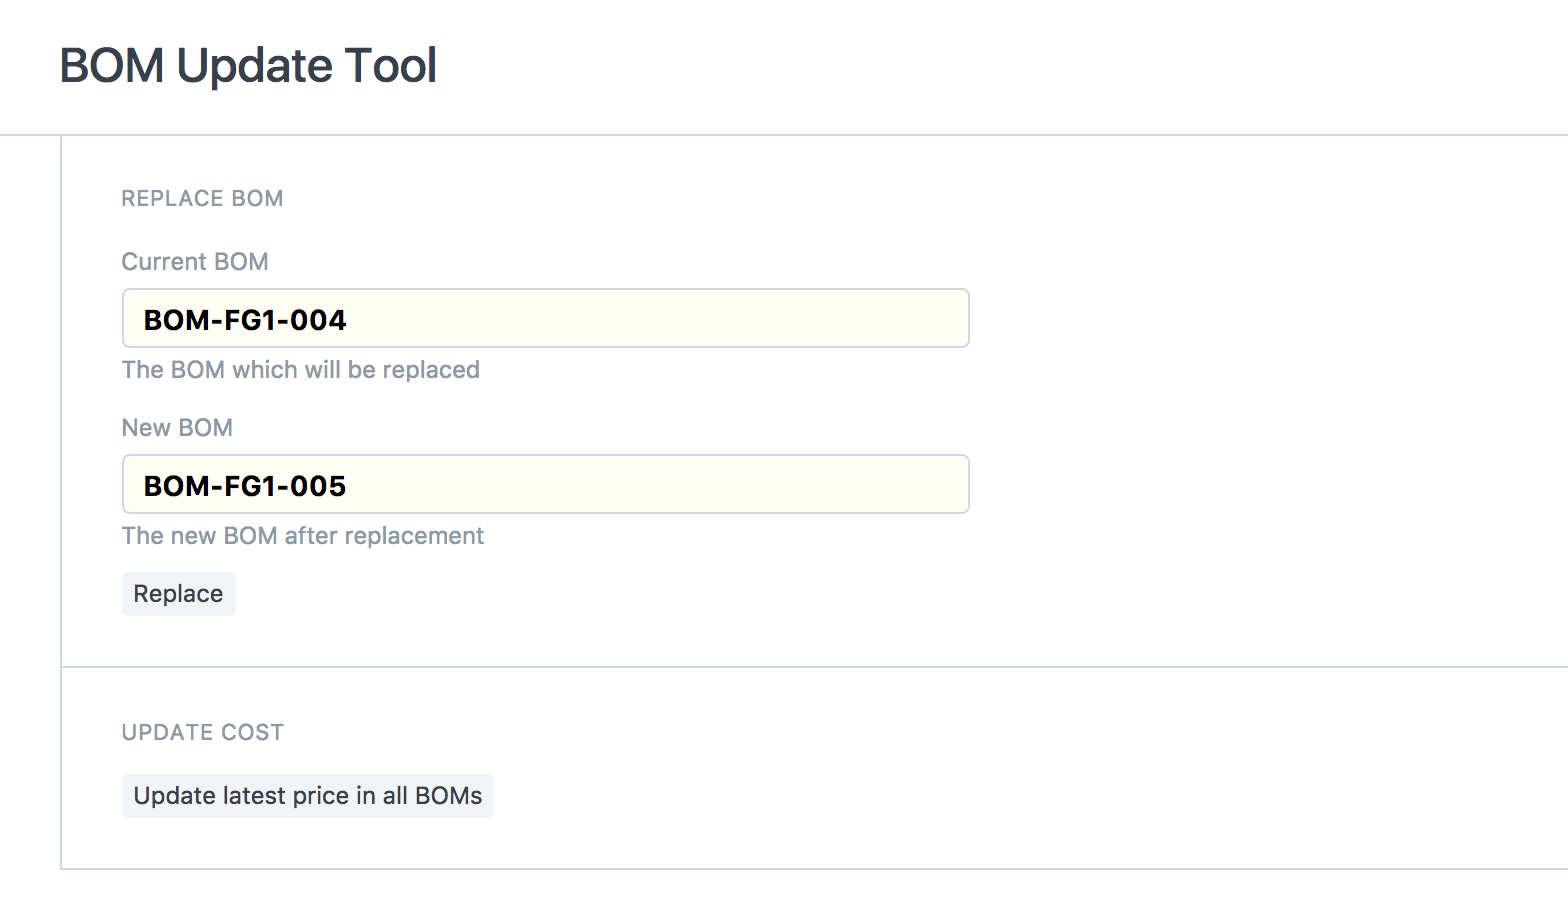 BOM Update Tool
REPLACE BOM
Current BOM
BOM-FG1-004
The BOM which will be replaced
New BOM
BOM-FG1-005
The new BOM after replacement
Replace
UPDATE COST
Update latest price in all BOMs